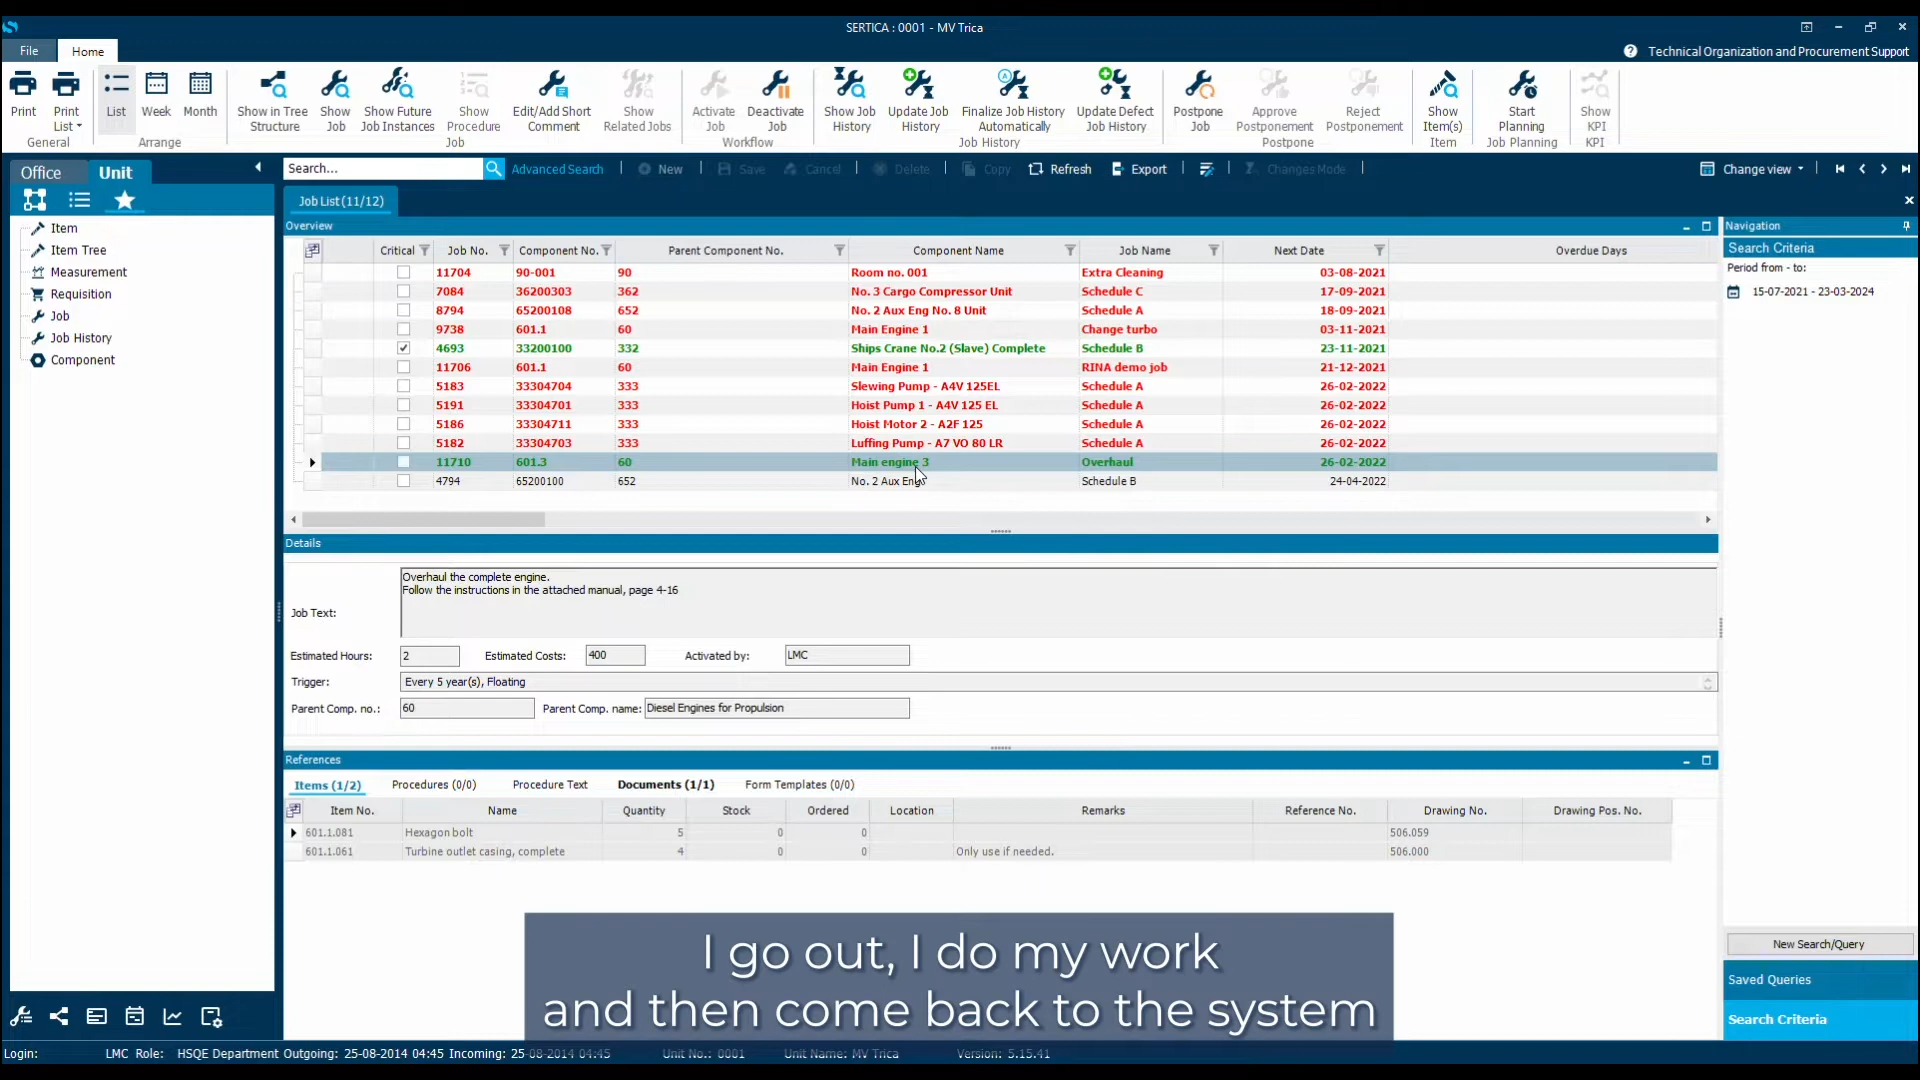 SERTICA : 0001 - MV Trica
File Home
? Technical Organization and Procurement Support
Print
Print List
List
Week
Month
Show in Tree Structure
Show Job
Show Future Job Instances
Show Procedure
Edit/Add Short Comment
Show Related Jobs
Activate Job
Deactivate Job
Show Job History
Update Job History
Finalize Job History Automatically
Update Defect Job History
Postpone Job
Approve Postponement
Reject Postponement
Show Item(s)
Start Planning
Show KPI
General Arrange Job Workflow Job History Postpone Item Job Planning KPI
Office Unit
Search... Advanced Search New Save Cancel Delete Copy Refresh Export Changes Mode Change view
Item
Item Tree
Measurement
Requisition
Job
Job History
Component
Job List (11/12)
Overview
Critical Job No. Component No. Parent Component No. Component Name Job Name Next Date Overdue Days
11704 90-001 90 Room no. 001 Extra Cleaning 03-08-2021
7084 36200303 362 No. 3 Cargo Compressor Unit Schedule C 17-09-2021
8794 65200108 652 No. 2 Aux Eng No. 8 Unit Schedule A 18-09-2021
9738 601.1 60 Main Engine 1 Change turbo 03-11-2021
4693 33200100 332 Ships Crane No.2 (Slave) Complete Schedule B 23-11-2021
11706 601.1 60 Main Engine 1 RINA demo job 21-12-2021
5183 33304704 333 Slewing Pump - A4V 125EL Schedule A 26-02-2022
5191 33304701 333 Hoist Pump 1 - A4V 125 EL Schedule A 26-02-2022
5186 33304711 333 Hoist Motor 2 - A2F 125 Schedule A 26-02-2022
5182 33304703 333 Luffing Pump - A7 VO 80 LR Schedule A 26-02-2022
11710 601.3 60 Main engine 3 Overhaul 26-02-2022
4794 65200100 652 No. 2 Aux Eng Schedule B 24-04-2022
Navigation
Search Criteria
Period from - to:
15-07-2021 - 23-03-2024
Details
Job Text:
Overhaul the complete engine.
Follow the instructions in the attached manual, page 4-16
Estimated Hours: 2 Estimated Costs: 400 Activated by: LMC
Trigger: Every 5 year(s), Floating
Parent Comp. no.: 60 Parent Comp. name: Diesel Engines for Propulsion
References
Items (1/2) Procedures (0/0) Procedure Text Documents (1/1) Form Templates (0/0)
Item No. Name Quantity Stock Ordered Location Remarks Reference No. Drawing No. Drawing Pos. No.
601.1.081 Hexagon bolt 5 0 0 506.059
601.1.061 Turbine outlet casing, complete 4 0 0 Only use if needed. 506.000
I go out, I do my work
and then come back to the system
New Search/Query
Saved Queries
Search Criteria
Login: LMC Role: HSQE Department Outgoing: 25-08-2014 04:45 Incoming: 25-08-2014 04:45 Unit No.: 0001 Unit Name: MV Trica Version: 5.15.41